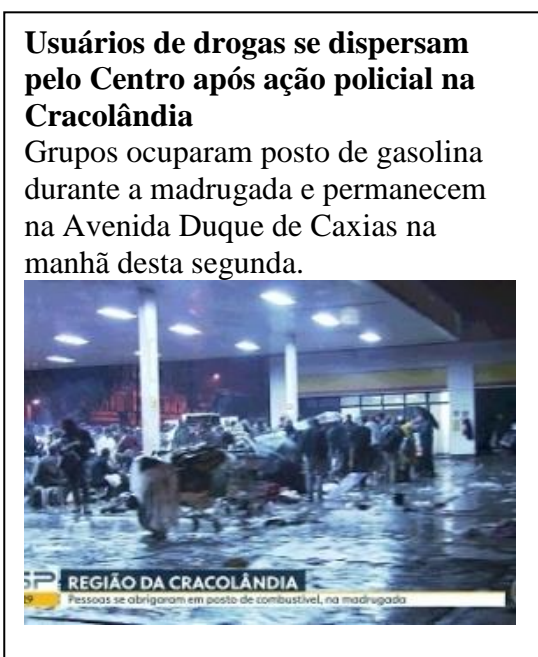 Usuários de drogas se dispersam
pelo Centro após ação policial na
Cracolândia
Grupos ocuparam posto de gasolina
durante a madrugada e permanecem
na Avenida Duque de Caxias na
manhã desta segunda.
SP REGIÃO DA CRACOLÂNDIA
Pessoas se abrigaram em posto de combustível, na madrugada